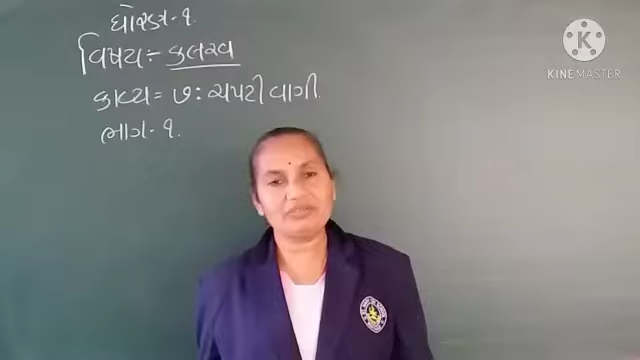 ધોરણ-૧.
વિષય ÷ કલરવ
કાવ્ય = ૭: ચપટી વાગી.
ભાગ-૧.
K
KINEMASTER